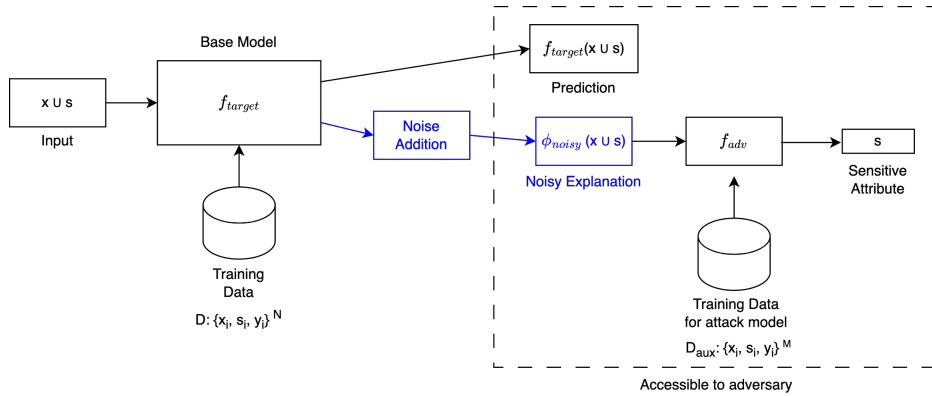 Base Model
x ∪ s
Input
f_target
Noise
Addition
f_target(x ∪ s)
Prediction
ϕ_noisy (x ∪ s)
Noisy Explanation
f_adv
s
Sensitive
Attribute
Training
Data
D: {x_i, s_i, y_i} ^N
Training Data
for attack model
D_aux: {x_i, s_i, y_i} ^M
Accessible to adversary